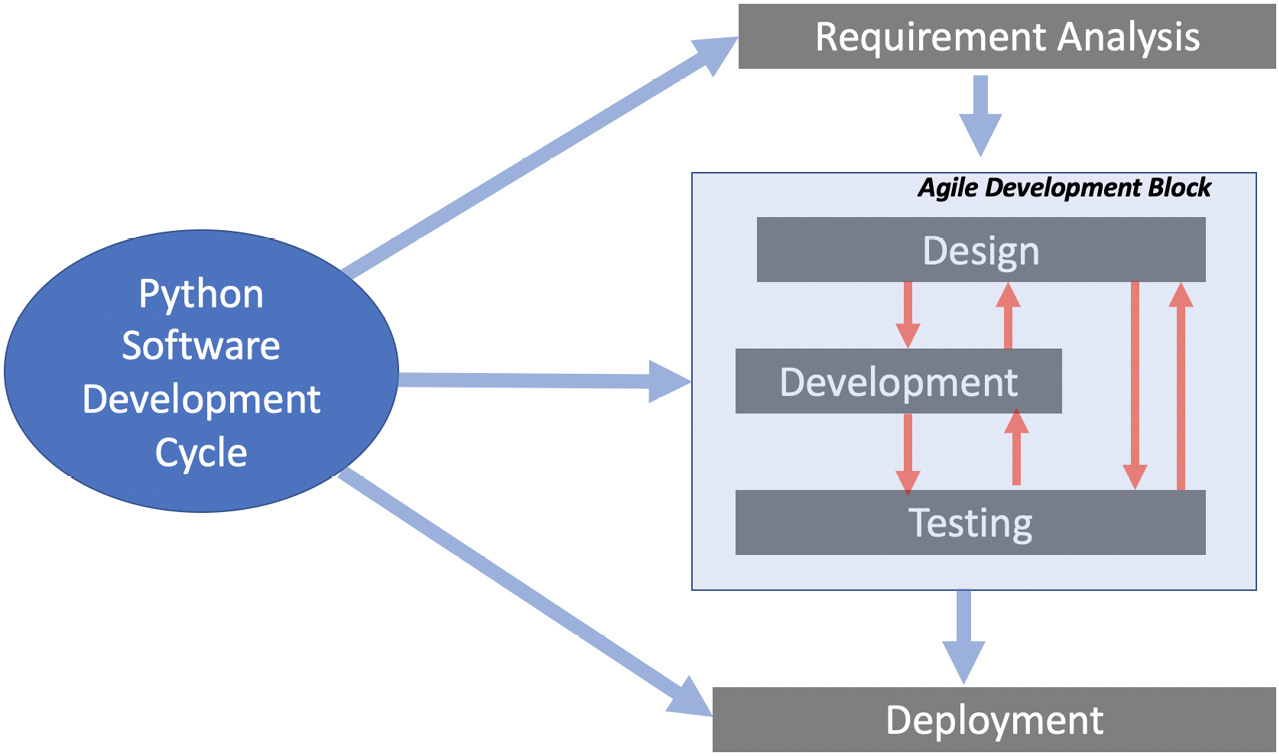 Requirement Analysis
Agile Development Block
Design
Python
Software
Development
Cycle
Development
Testing
Deployment